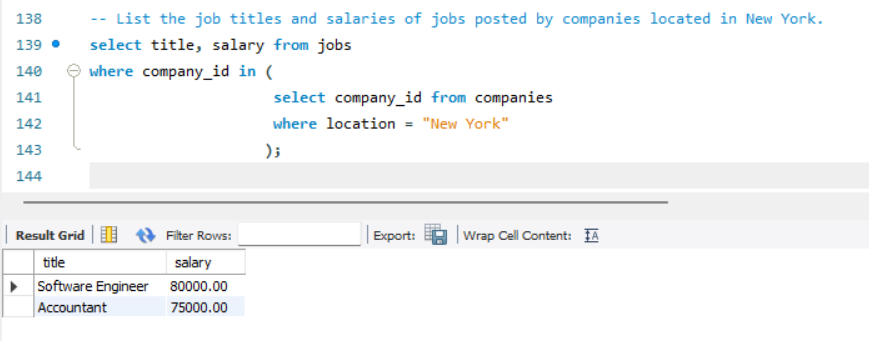 138 -- List the job titles and salaries of jobs posted by companies located in New York.
139 select title, salary from jobs
140 where company_id in (
141 select company_id from companies
142 where location = "New York"
143 );
144
Result Grid Filter Rows: Export: Wrap Cell Content: IA
title salary
Software Engineer 80000.00
Accountant 75000.00